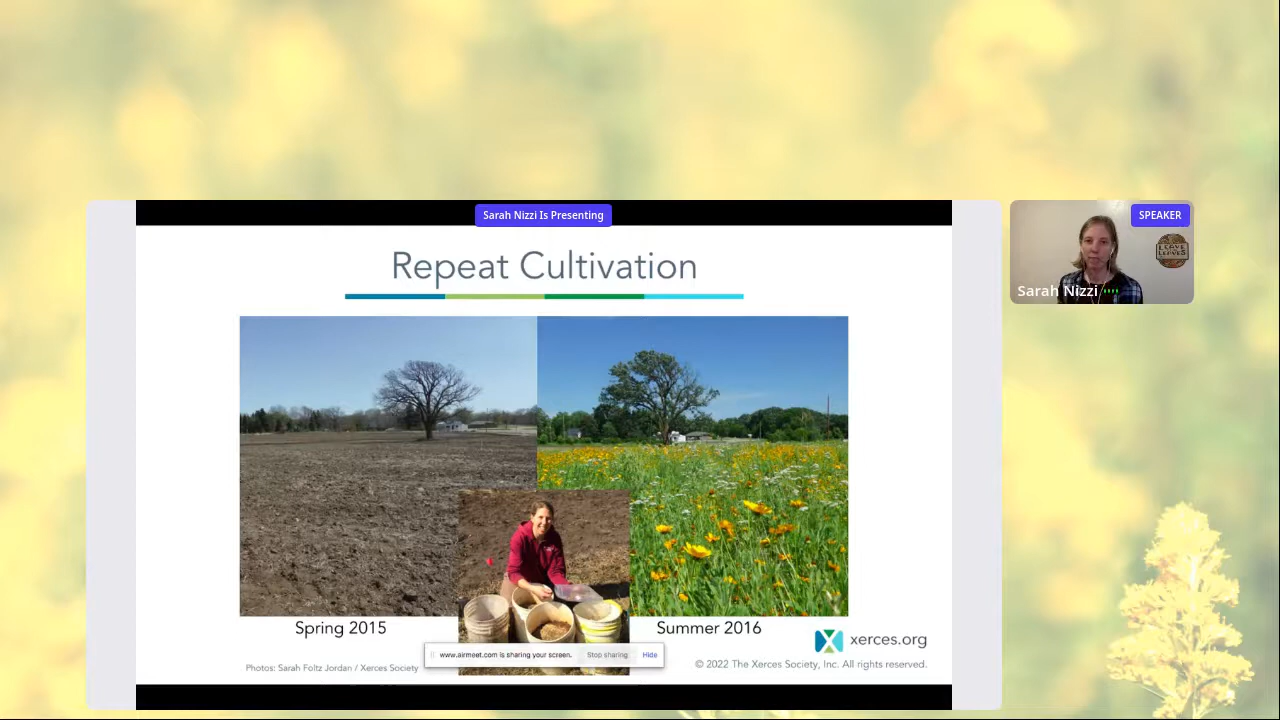 Sarah Nizzi Is Presenting
SPEAKER
LEAVE
LEAVES
Sarah Nizzi
Repeat Cultivation
Spring 2015
Summer 2016
xerces.org
www.airmeet.com is sharing your screen.
Stop sharing
Hide
Photos: Sarah Foltz Jordan / Xerces Society
© 2022 The Xerces Society, Inc. All rights reserved.